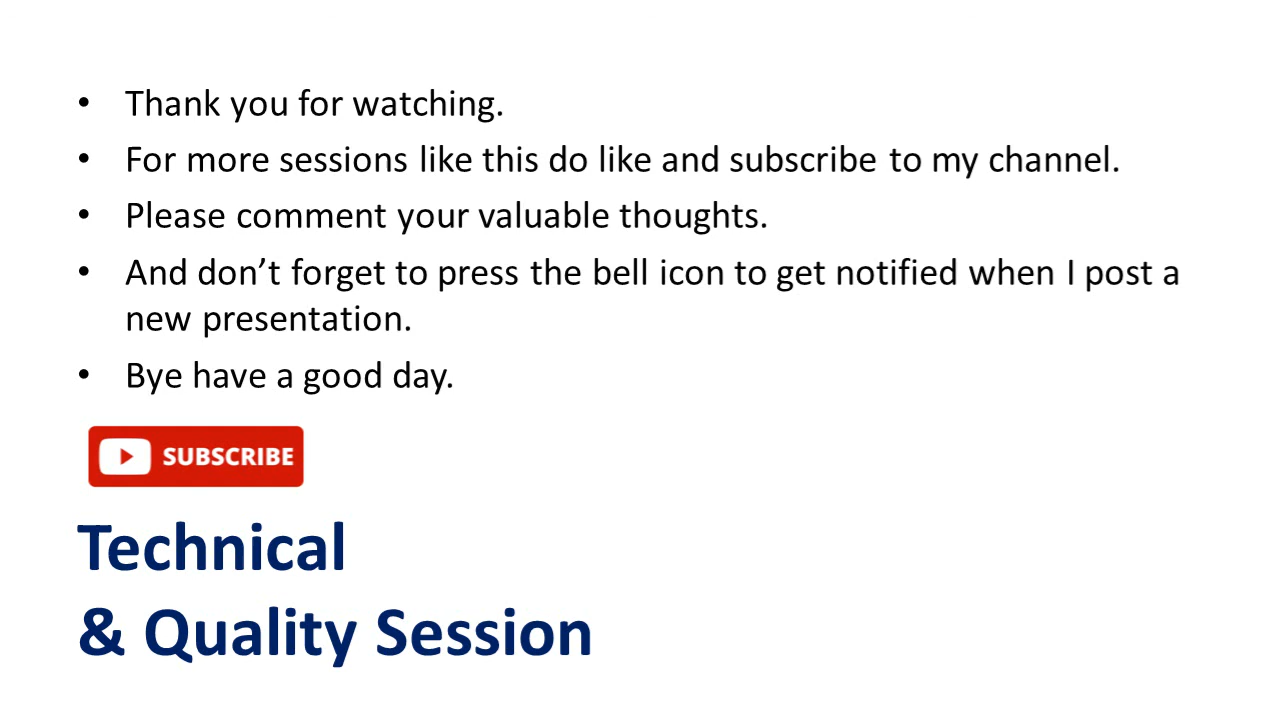 • Thank you for watching.
• For more sessions like this do like and subscribe to my channel.
• Please comment your valuable thoughts.
• And don’t forget to press the bell icon to get notified when I post a
new presentation.
• Bye have a good day.
SUBSCRIBE
Technical
& Quality Session